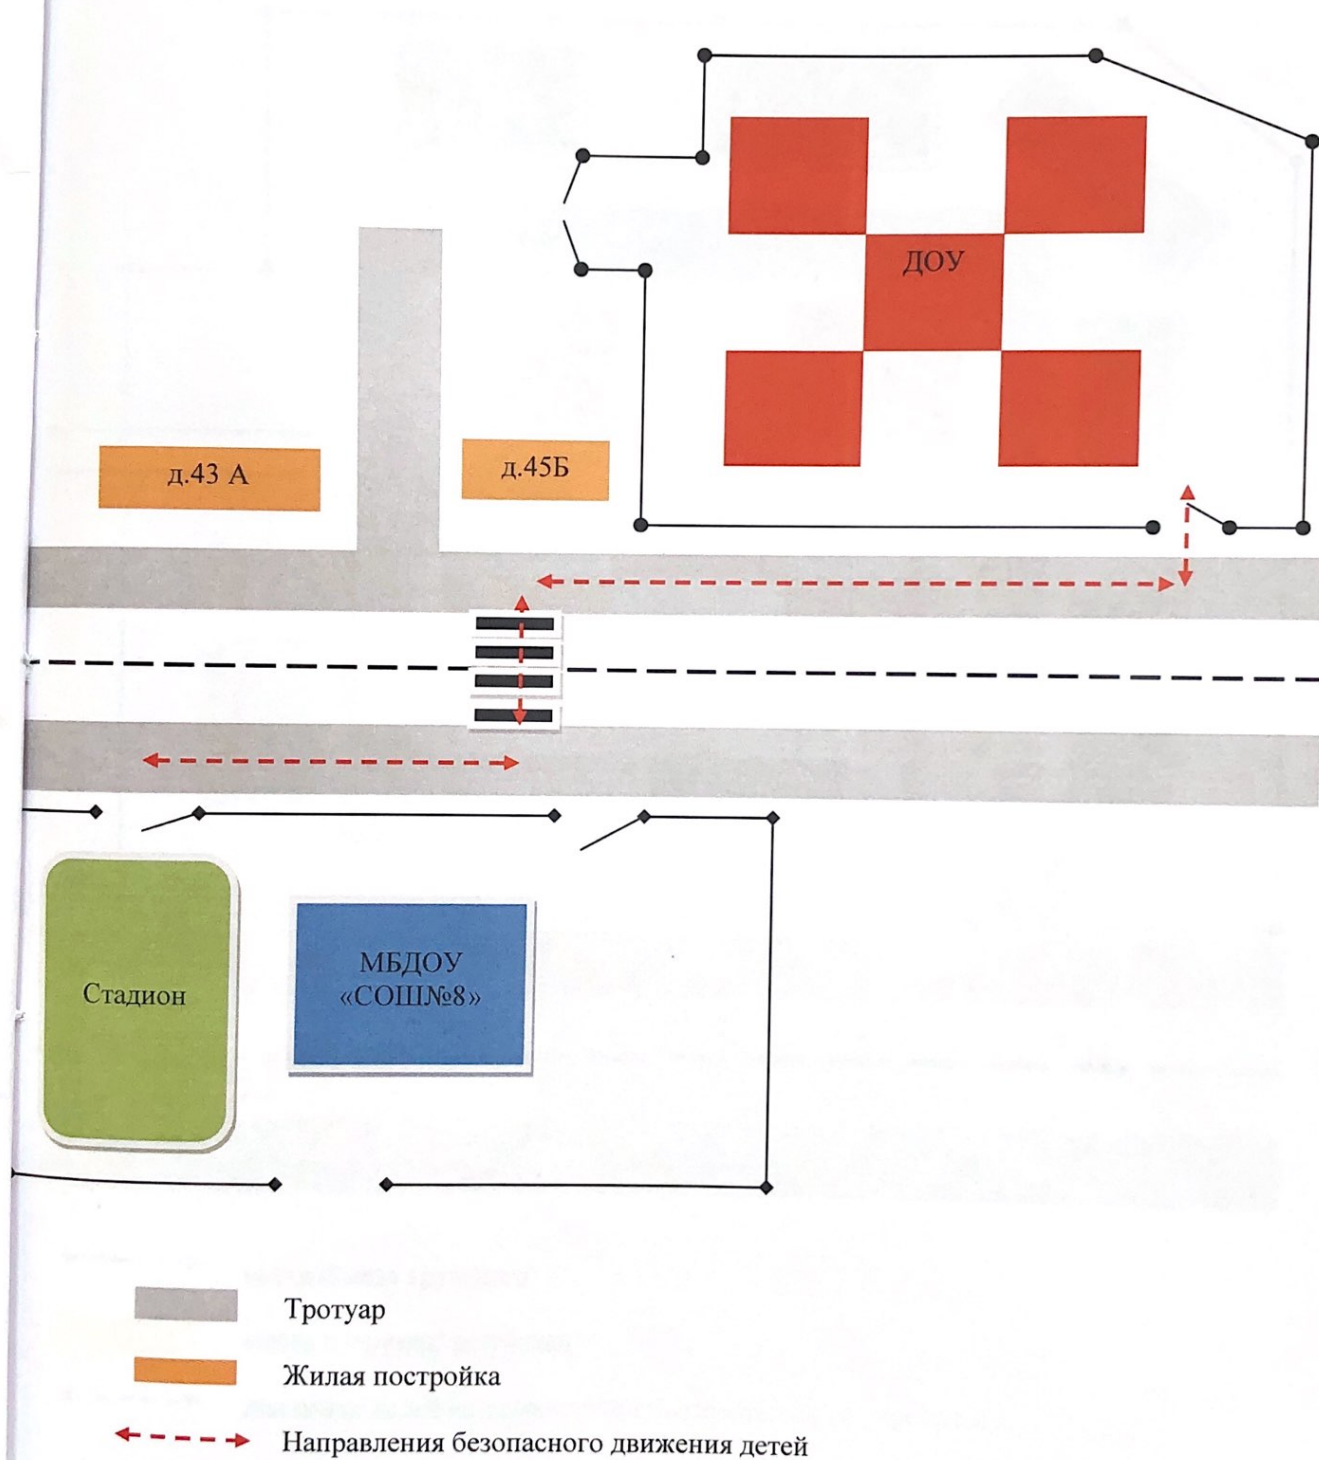 ДОУ
д.43 А
д.45Б
Стадион
МБДОУ
«СОШ№8»
Тротуар
Жилая постройка
Направления безопасного движения детей